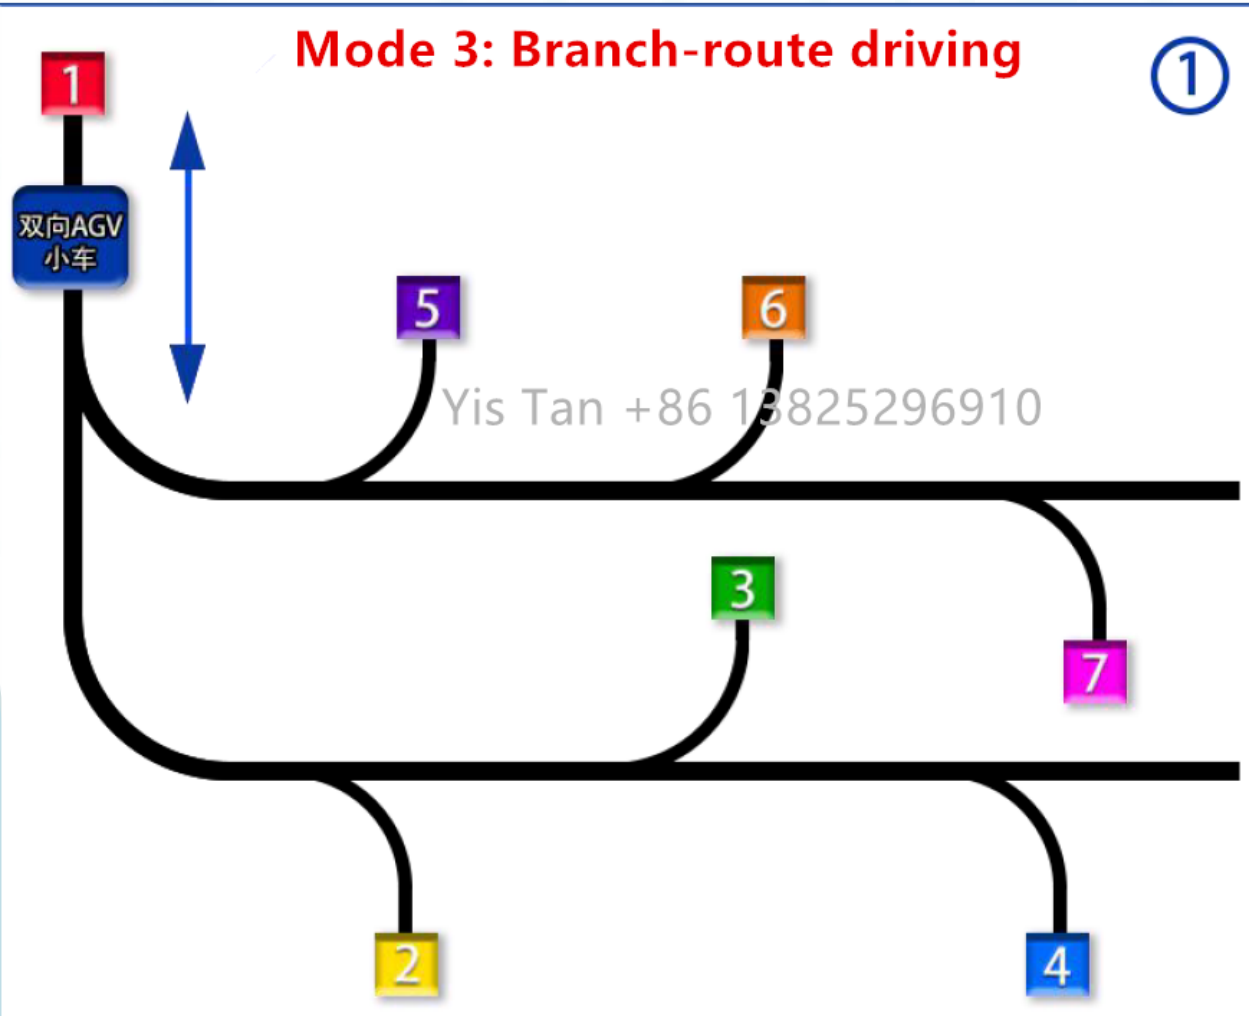 Mode 3: Branch-route driving
1
1
双向AGV
小车
5
6
Yis Tan +86 13825296910
3
7
2
4